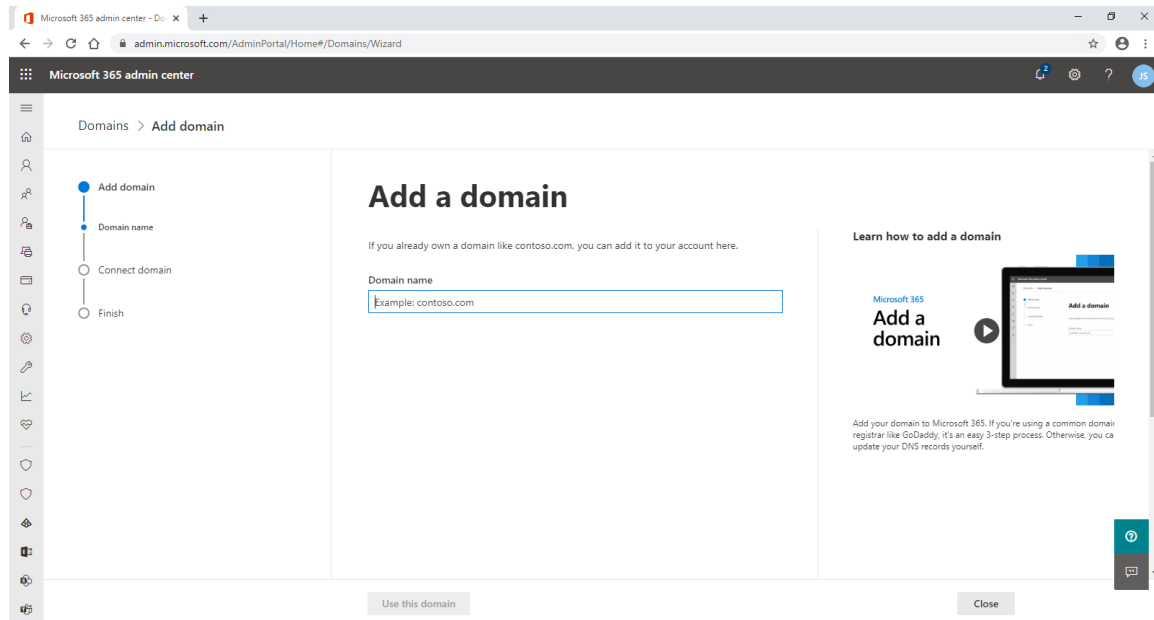 Microsoft 365 admin center - Do
admin.microsoft.com/AdminPortal/Home#/Domains/Wizard
Microsoft 365 admin center
2
?
JS
Domains > Add domain
Add domain
Domain name
Connect domain
Finish
Add a domain
If you already own a domain like contoso.com, you can add it to your account here.
Domain name
Example: contoso.com
Learn how to add a domain
Microsoft 365
Add a
domain
Add a domain
Add your domain to Microsoft 365. If you're using a common domain
registrar like GoDaddy, it's an easy 3-step process. Otherwise, you ca
update your DNS records yourself.
Use this domain
Close